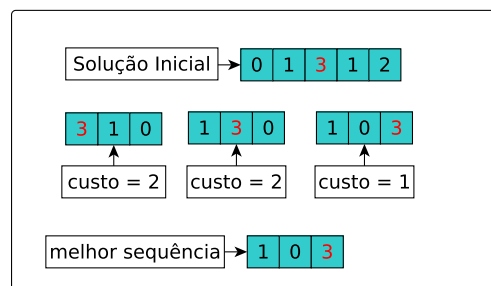 Solução Inicial 0 1 3 1 2
3 1 0 1 3 0 1 0 3
custo = 2 custo = 2 custo = 1
melhor sequência 1 0 3